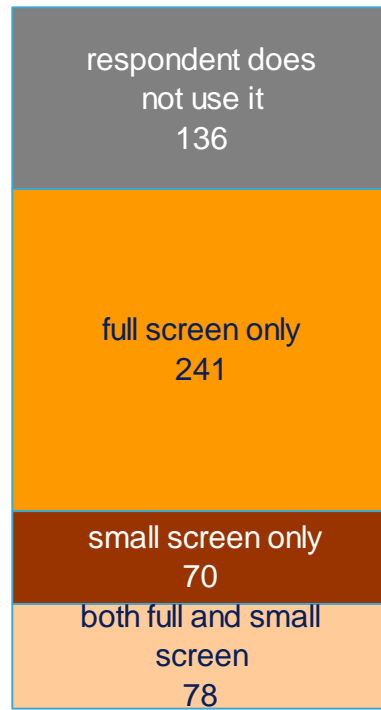 respondent does
not use it
136
full screen only
241
small screen only
70
both full and small
screen
78